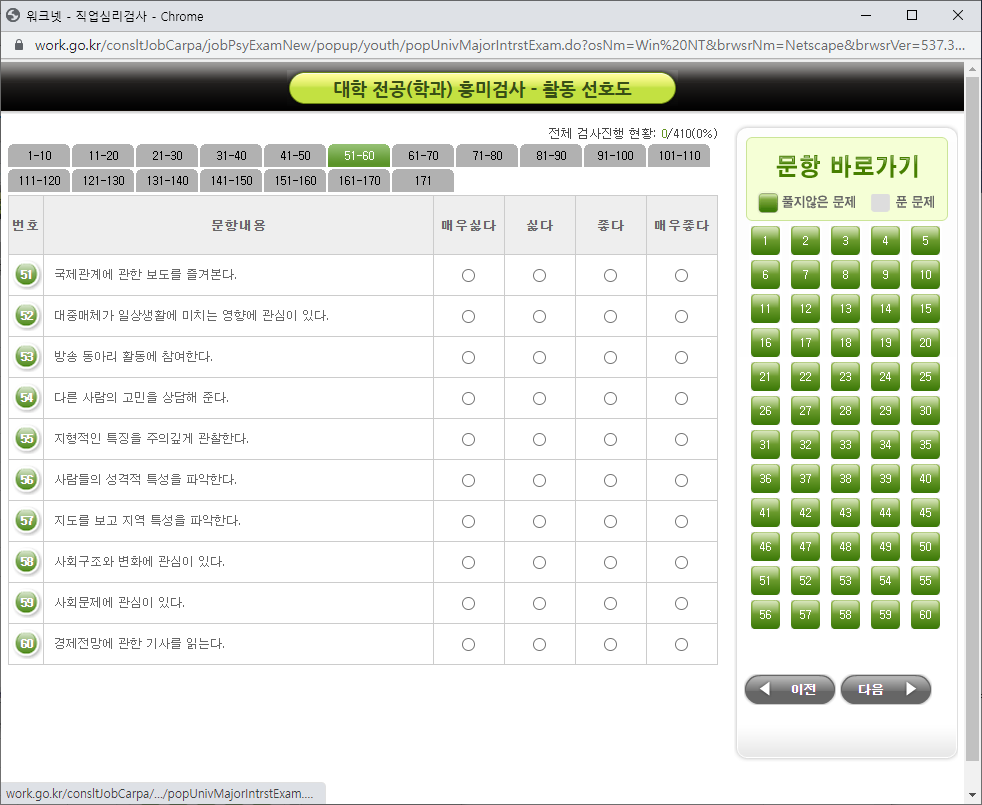 워크넷 - 직업심리검사 - Chrome
work.go.kr/consltJobCarpa/jobPsyExamNew/popup/youth/popUnivMajorIntrstExam.do?osNm=Win%20NT&brwsrNm=Netscape&brwsrVer=537.3...
대학 전공(학과) 흥미검사 - 활동 선호도
전체 검사진행 현황: 0/410(0%)
1-10 11-20 21-30 31-40 41-50 51-60 61-70 71-80 81-90 91-100 101-110
111-120 121-130 131-140 141-150 151-160 161-170 171
번호 문항내용 매우싫다 싫다 좋다 매우좋다
51 국제관계에 관한 보도를 즐겨본다.
52 대중매체가 일상생활에 미치는 영향에 관심이 있다.
53 방송 동아리 활동에 참여한다.
54 다른 사람의 고민을 상담해 준다.
55 지형적인 특징을 주의깊게 관찰한다.
56 사람들의 성격적 특성을 파악한다.
57 지도를 보고 지역 특성을 파악한다.
58 사회구조와 변화에 관심이 있다.
59 사회문제에 관심이 있다.
60 경제전망에 관한 기사를 읽는다.
문항 바로가기
풀지않은 문제 푼 문제
1 2 3 4 5
6 7 8 9 10
11 12 13 14 15
16 17 18 19 20
21 22 23 24 25
26 27 28 29 30
31 32 33 34 35
36 37 38 39 40
41 42 43 44 45
46 47 48 49 50
51 52 53 54 55
56 57 58 59 60
이전 다음
work.go.kr/consltJobCarpa/.../popUnivMajorIntrstExam....